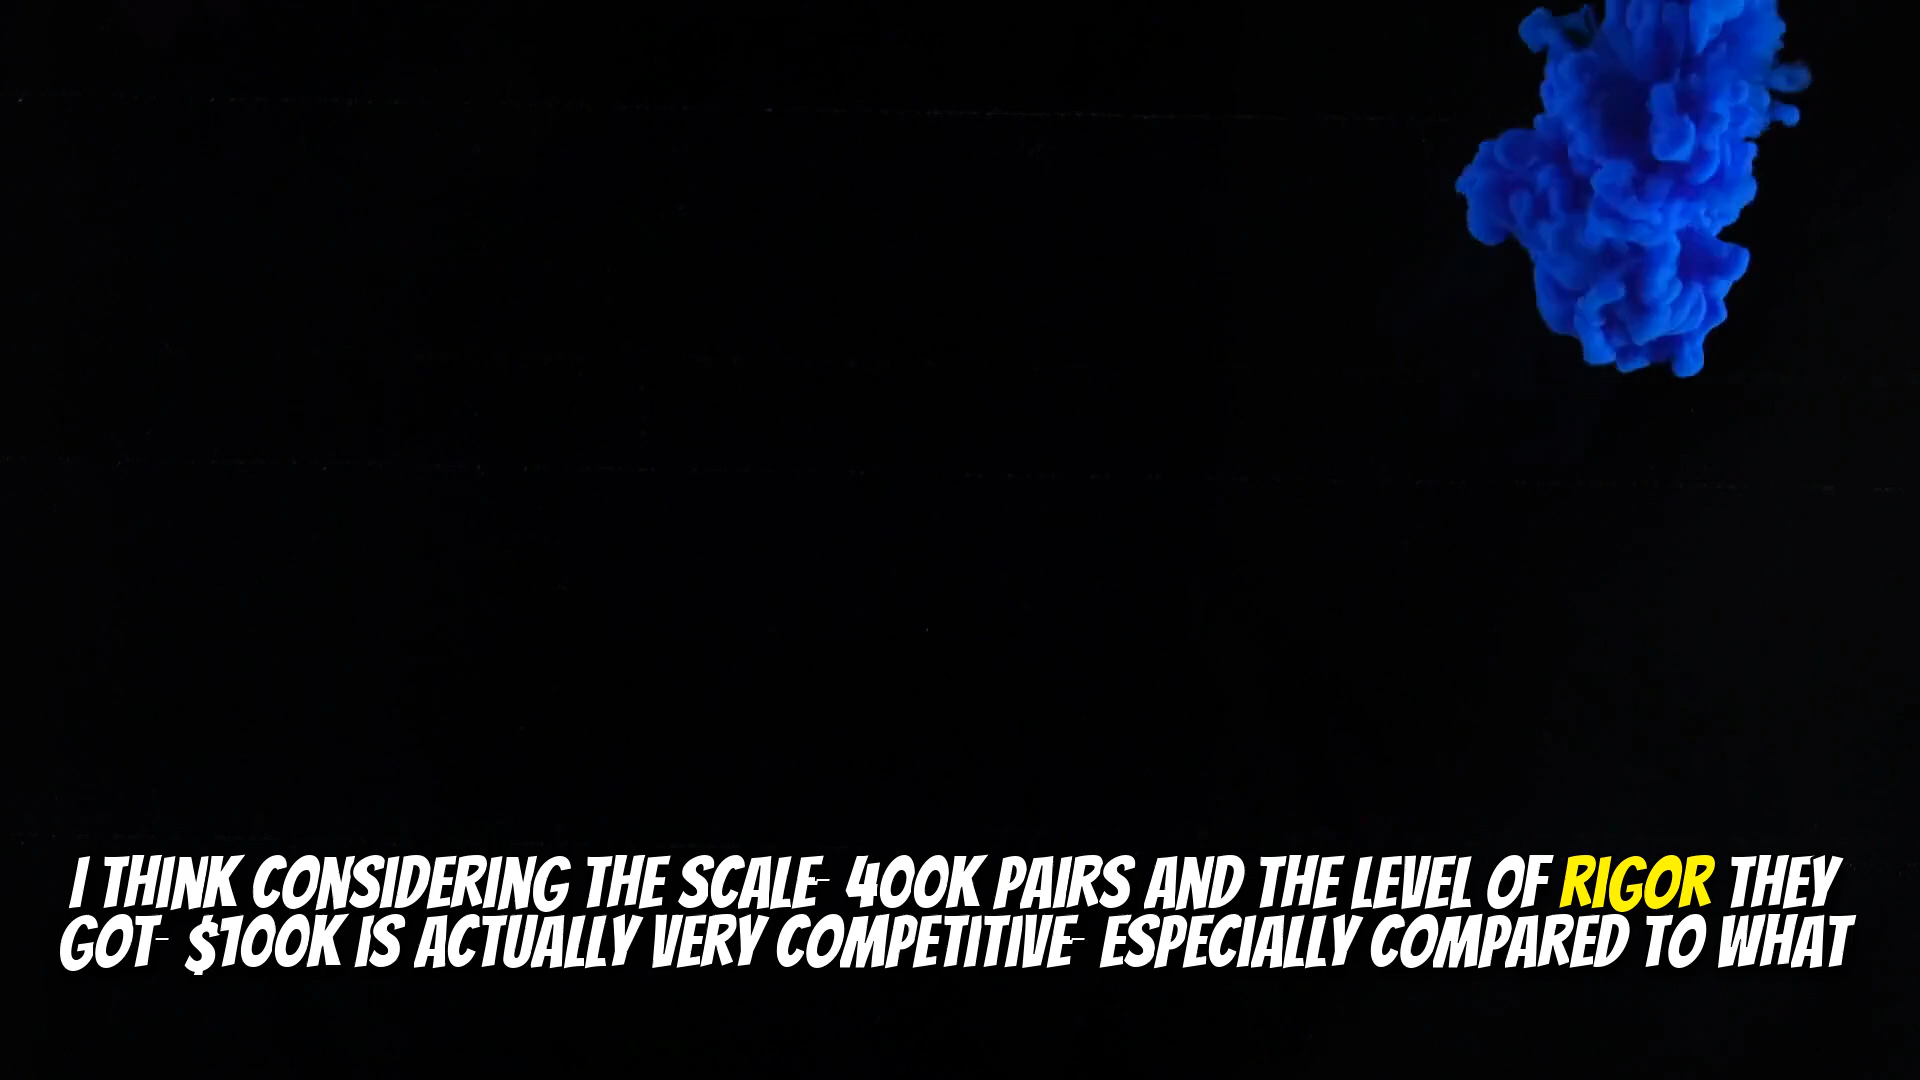 I THINK CONSIDERING THE SCALE- 400K PAIRS AND THE LEVEL OF RIGOR THEY
GOT- $100K IS ACTUALLY VERY COMPETITIVE- ESPECIALLY COMPARED TO WHAT